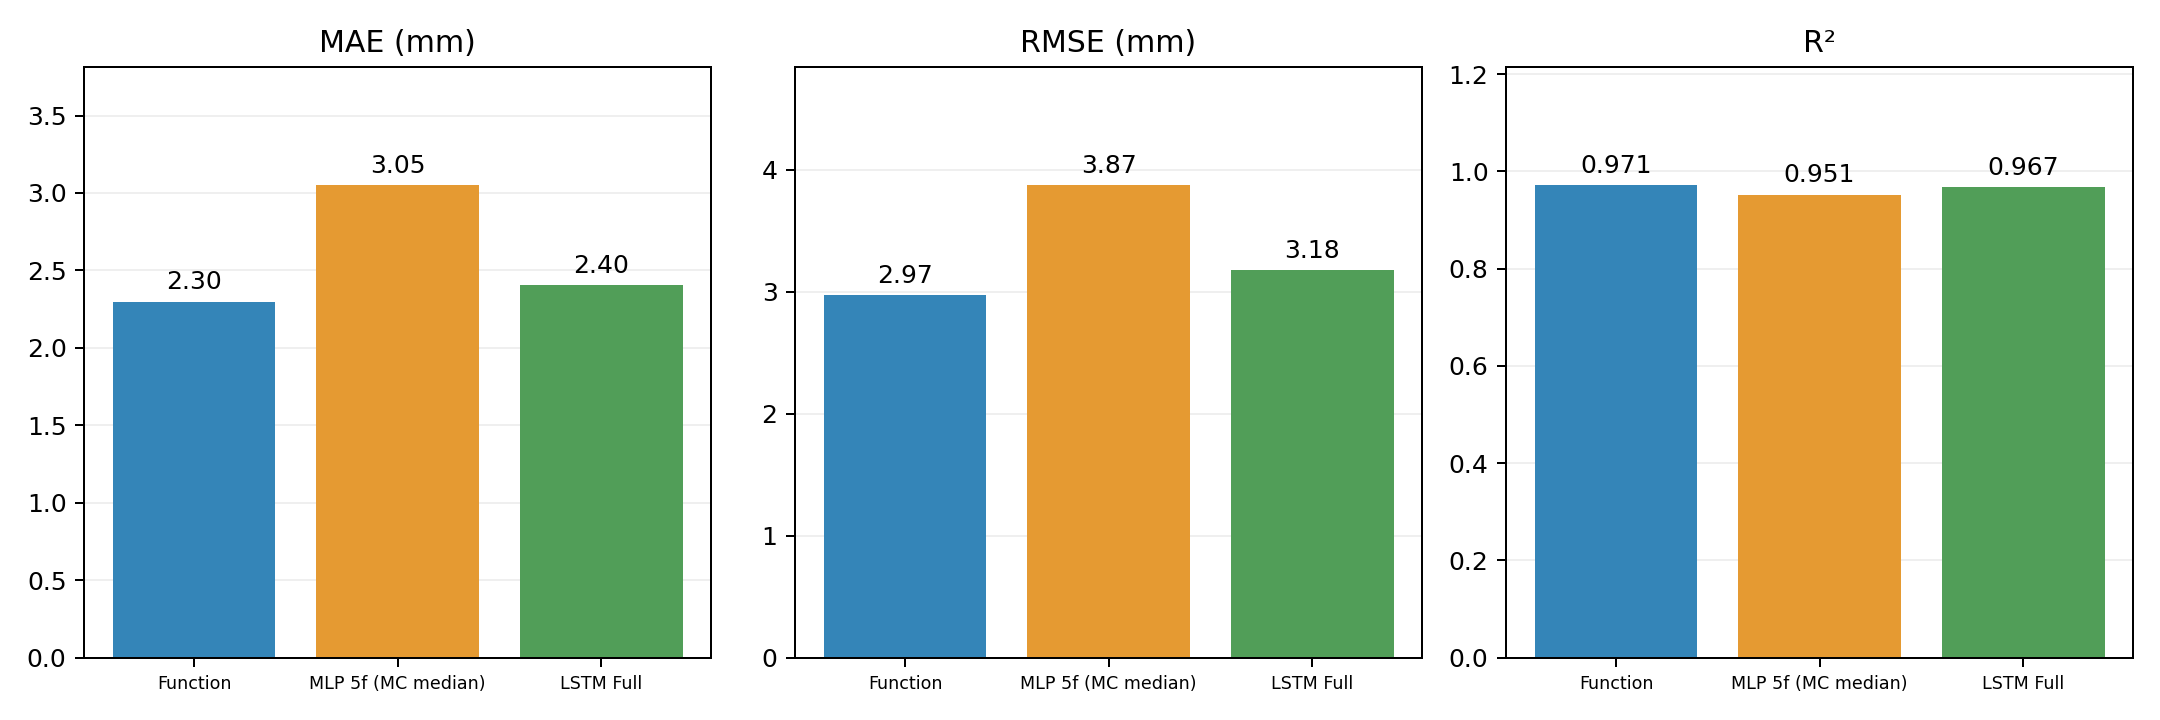 MAE (mm)
3.5
3.0
2.5
2.0
1.5
1.0
0.5
0.0
2.30
3.05
2.40
Function
MLP 5f (MC median)
LSTM Full
RMSE (mm)
4
3
2
1
0
2.97
3.87
3.18
Function
MLP 5f (MC median)
LSTM Full
R²
1.2
1.0
0.8
0.6
0.4
0.2
0.0
0.971
0.951
0.967
Function
MLP 5f (MC median)
LSTM Full